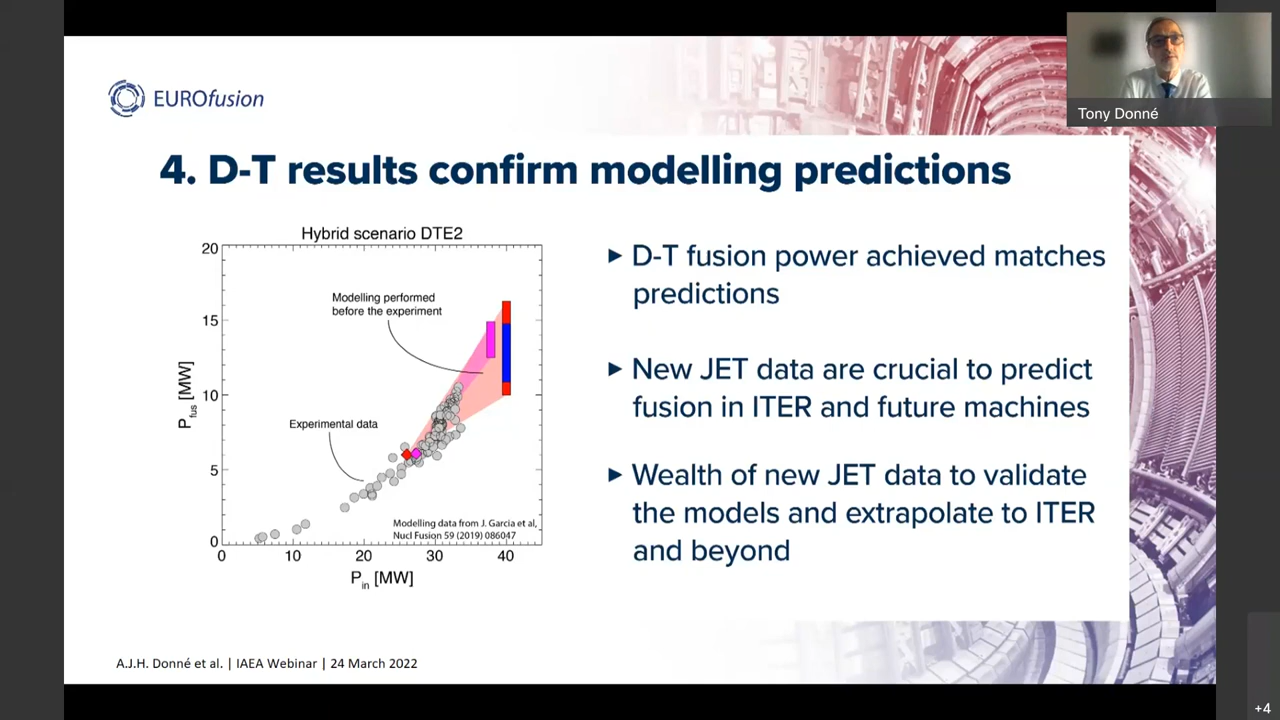 Tony Donné
EUROfusion
4. D-T results confirm modelling predictions
Hybrid scenario DTE2
20
15
10
5
0
P_fus [MW]
Modelling performed
before the experiment
Experimental data
Modelling data from J. Garcia et al,
Nucl Fusion 59 (2019) 086047
0 10 20 30 40
P_in [MW]
► D-T fusion power achieved matches
predictions
► New JET data are crucial to predict
fusion in ITER and future machines
► Wealth of new JET data to validate
the models and extrapolate to ITER
and beyond
A.J.H. Donné et al. | IAEA Webinar | 24 March 2022
+4